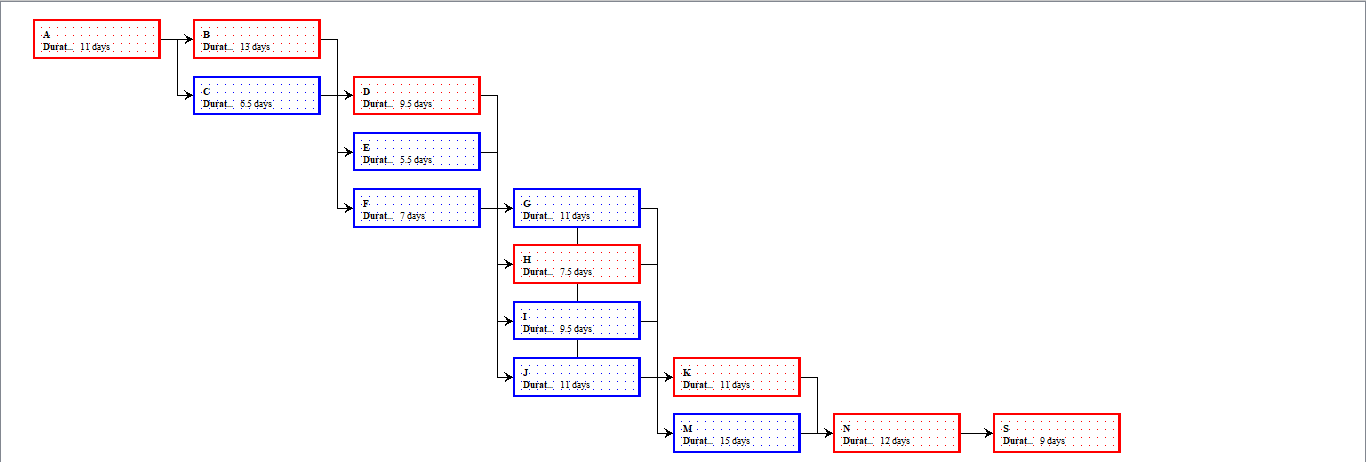 A
Durat... 11 days
B
Durat... 13 days
C
Durat... 6.5 days
D
Durat... 9.5 days
E
Durat... 5.5 days
F
Durat... 7 days
G
Durat... 11 days
H
Durat... 7.5 days
I
Durat... 9.5 days
J
Durat... 11 days
K
Durat... 11 days
M
Durat... 15 days
N
Durat... 12 days
S
Durat... 9 days